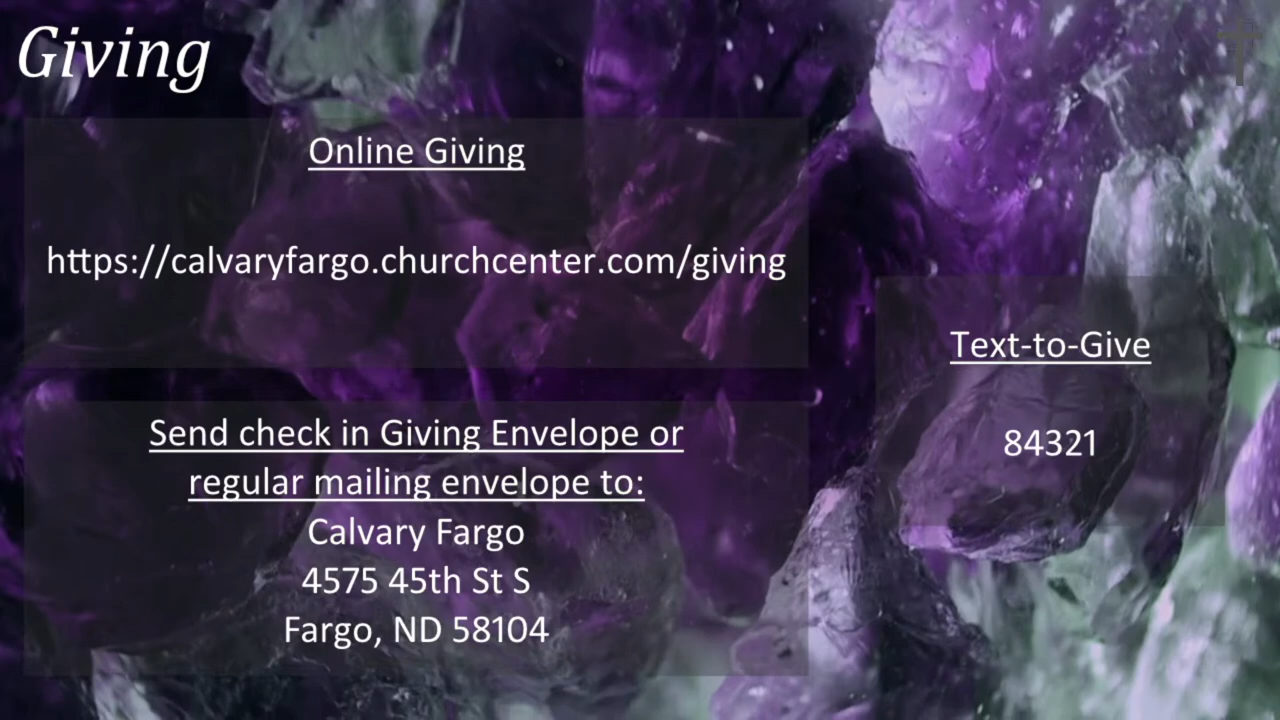 Giving
Online Giving
https://calvaryfargo.churchcenter.com/giving
Send check in Giving Envelope or
regular mailing envelope to:
Calvary Fargo
4575 45th St S
Fargo, ND 58104
Text-to-Give
84321